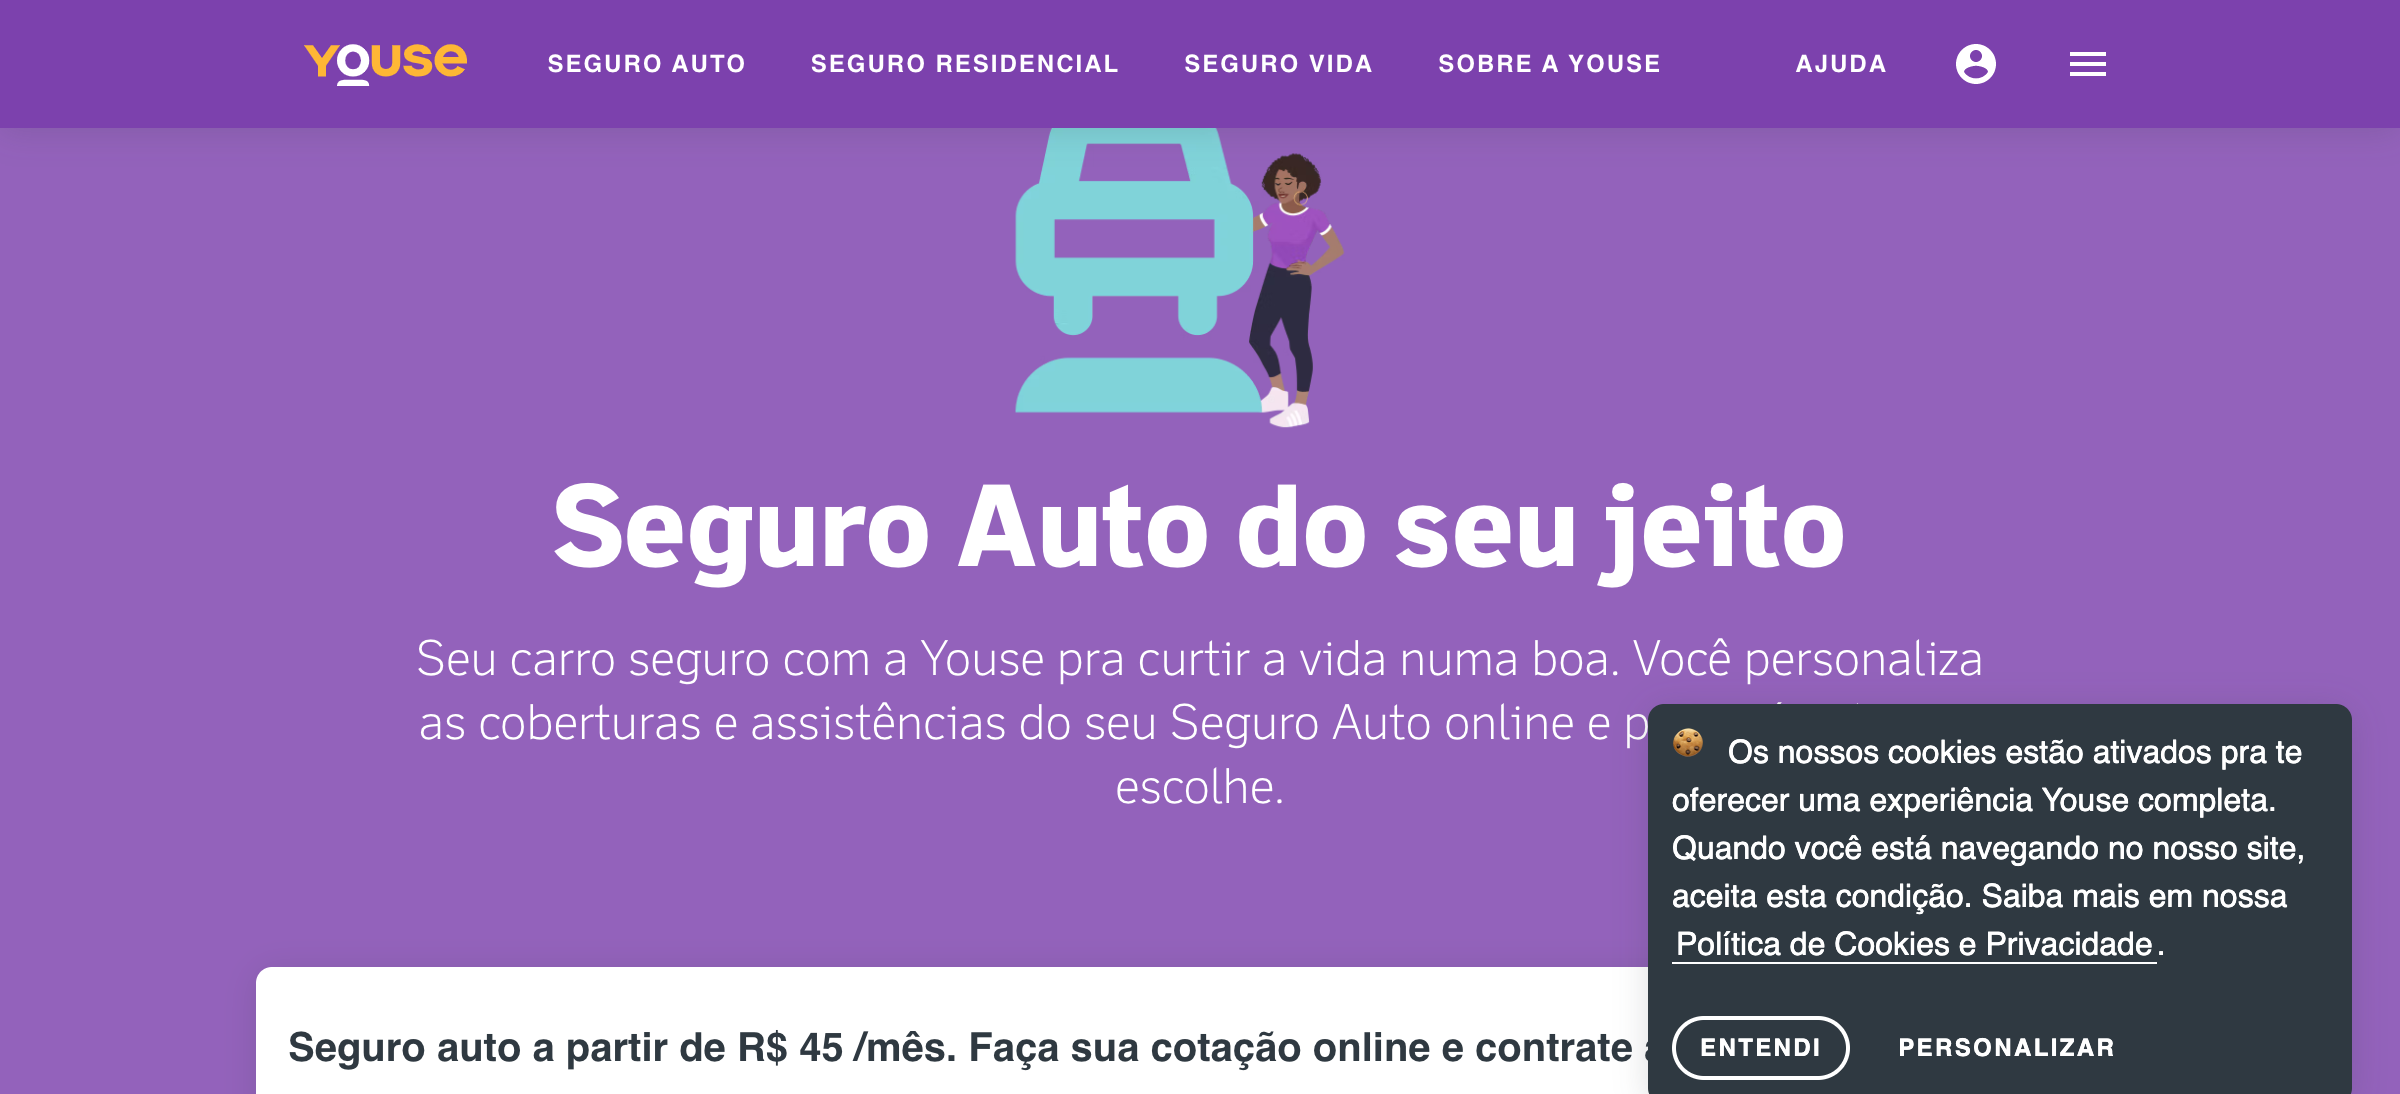 YOUSE
SEGURO AUTO
SEGURO RESIDENCIAL
SEGURO VIDA
SOBRE A YOUSE
AJUDA
Seguro Auto do seu jeito
Seu carro seguro com a Youse pra curtir a vida numa boa. Você personaliza
as coberturas e assistências do seu Seguro Auto online e
escolhe.
Seguro auto a partir de R$ 45 /mês. Faça sua cotação online e contrate
Os nossos cookies estão ativados pra te
oferecer uma experiência Youse completa.
Quando você está navegando no nosso site,
aceita esta condição. Saiba mais em nossa
Política de Cookies e Privacidade.
ENTENDI
PERSONALIZAR